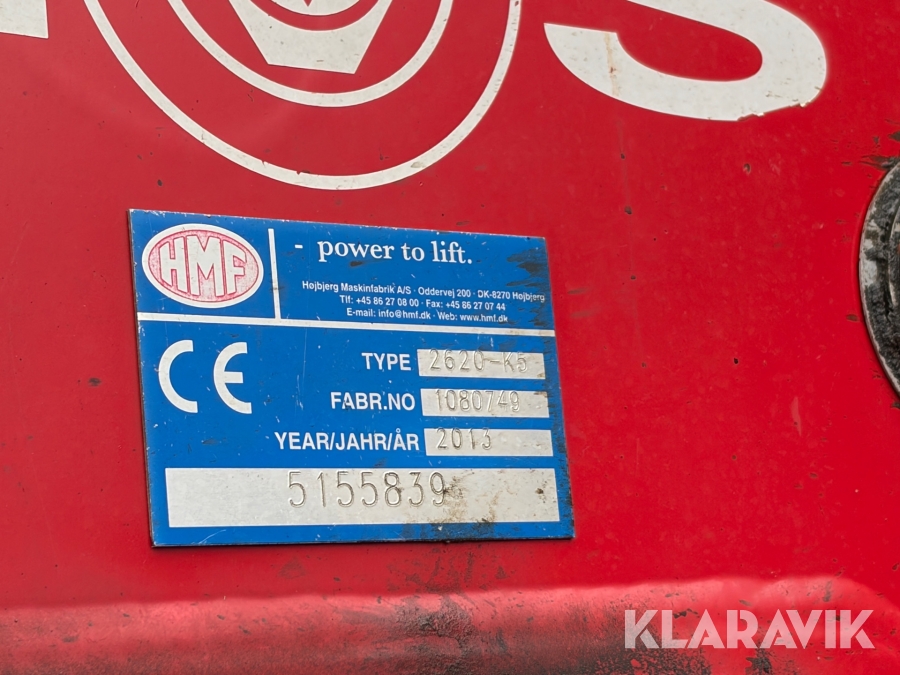 OS
HMF
- power to lift.
Højbjerg Maskinfabrik A/S · Oddervej 200 · DK-8270 Højbjerg
Tlf: +45 86 27 08 00 · Fax: +45 86 27 07 44
E-mail: info@hmf.dk · Web: www.hmf.dk
CE
TYPE 2620-K5
FABR.NO 1080749
YEAR/JAHR/ÅR 2013
5155839
KLARAVIK